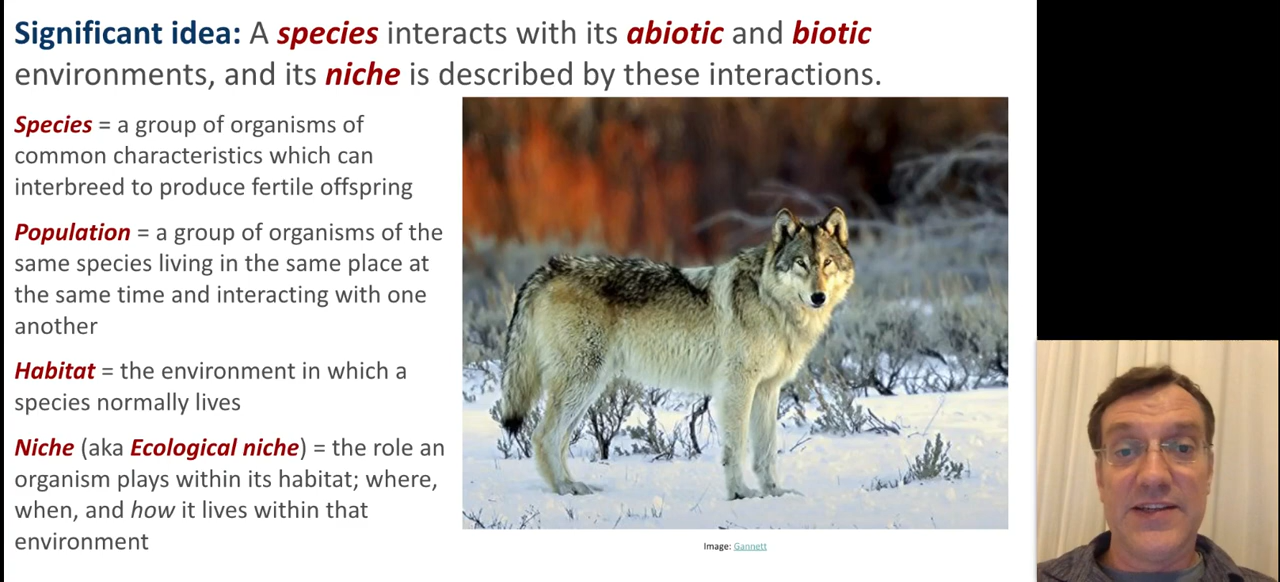 Significant idea: A species interacts with its abiotic and biotic
environments, and its niche is described by these interactions.
Species = a group of organisms of
common characteristics which can
interbreed to produce fertile offspring
Population = a group of organisms of the
same species living in the same place at
the same time and interacting with one
another
Habitat = the environment in which a
species normally lives
Niche (aka Ecological niche) = the role an
organism plays within its habitat; where,
when, and how it lives within that
environment
Image: Gannett